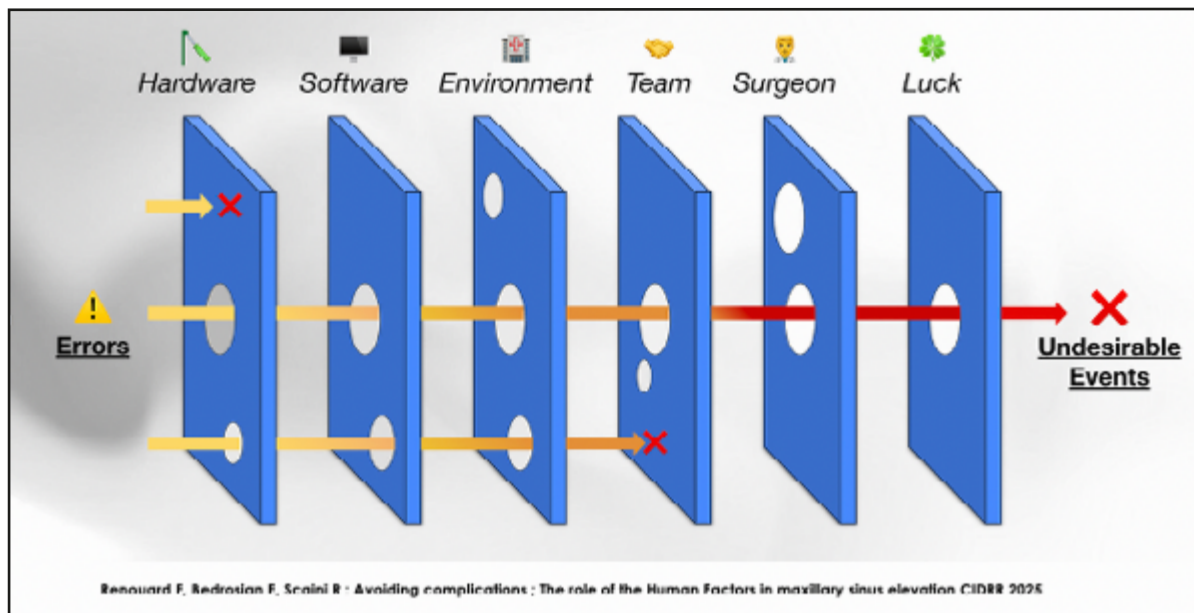 Hardware Software Environment Team Surgeon Luck
Errors
Undesirable
Events
Renouard F, Bedrosian E, Scaini R : Avoiding complications ; The role of the Human Factors in maxillary sinus elevation CIDRR 2025